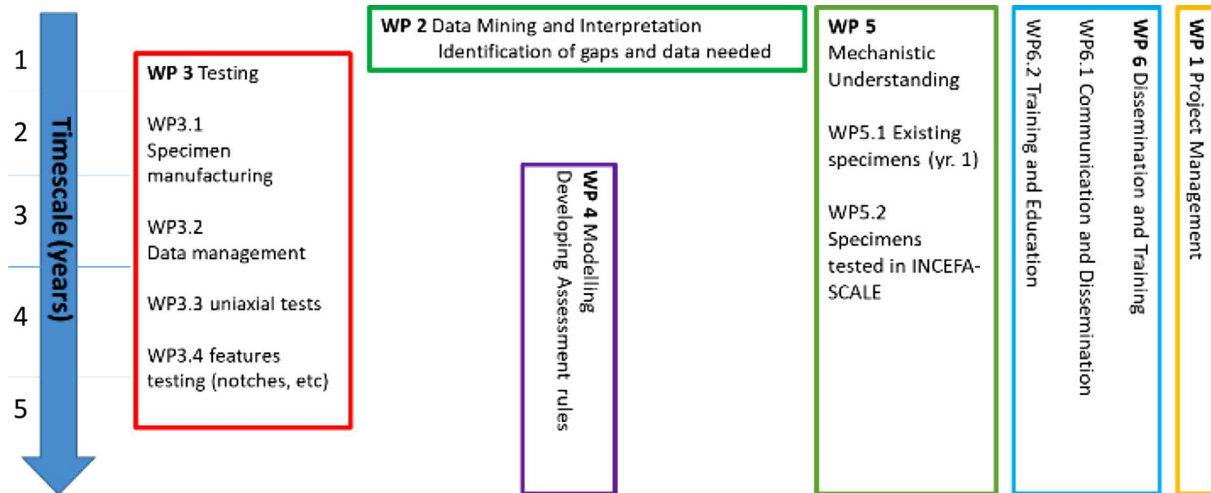 Timescale (years)
1
2
3
4
5
WP 3 Testing
WP3.1
Specimen
manufacturing
WP3.2
Data management
WP3.3 uniaxial tests
WP3.4 features
testing (notches, etc)
WP 2 Data Mining and Interpretation
Identification of gaps and data needed
WP 4 Modelling
Developing Assessment rules
WP 5
Mechanistic
Understanding
WP5.1 Existing
specimens (yr. 1)
WP5.2
Specimens
tested in INCEFA-
SCALE
WP 6 Dissemination and Training
WP6.1 Communication and Dissemination
WP6.2 Training and Education
WP 1 Project Management